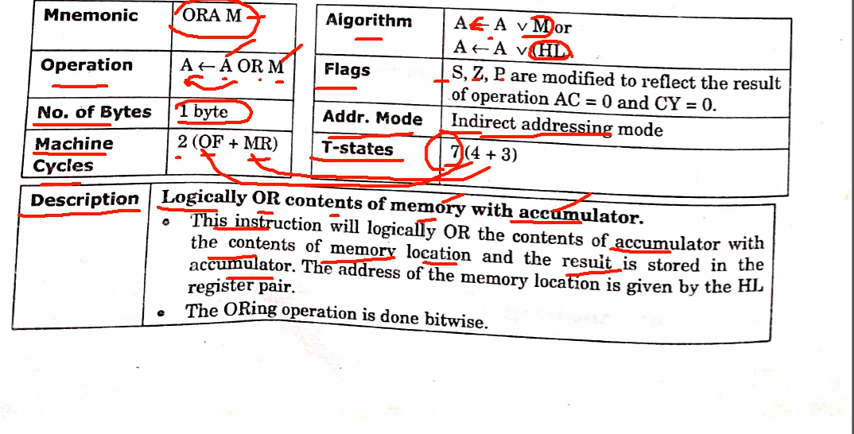 Mnemonic ORA M
Operation A ← A OR M
No. of Bytes 1 byte
Machine Cycles 2 (OF + MR)
Algorithm A ← A ∨ M or
A ← A ∨ (HL)
Flags S, Z, P are modified to reflect the result
of operation AC = 0 and CY = 0.
Addr. Mode Indirect addressing mode
T-states 7 (4 + 3)
Description Logically OR contents of memory with accumulator.
• This instruction will logically OR the contents of accumulator with
the contents of memory location and the result is stored in the
accumulator. The address of the memory location is given by the HL
register pair.
• The ORing operation is done bitwise.